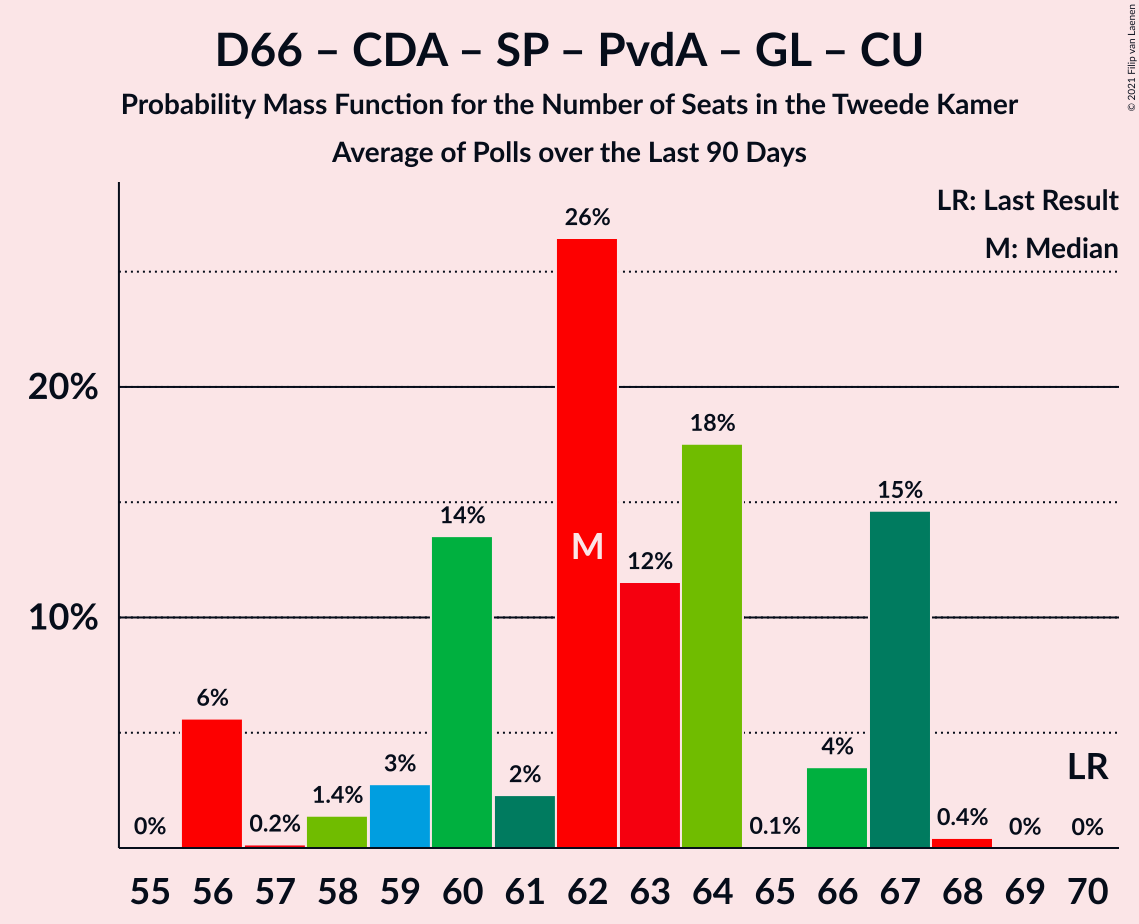 D66 – CDA – SP – PvdA – GL – CU
Probability Mass Function for the Number of Seats in the Tweede Kamer
Average of Polls over the Last 90 Days
© 2021 Filip van Laenen
LR: Last Result
M: Median
20%
10%
0%
6%
0.2%
1.4%
3%
14%
2%
26%
M
12%
18%
0.1%
4%
15%
0.4%
0%
0%
LR
55 56 57 58 59 60 61 62 63 64 65 66 67 68 69 70